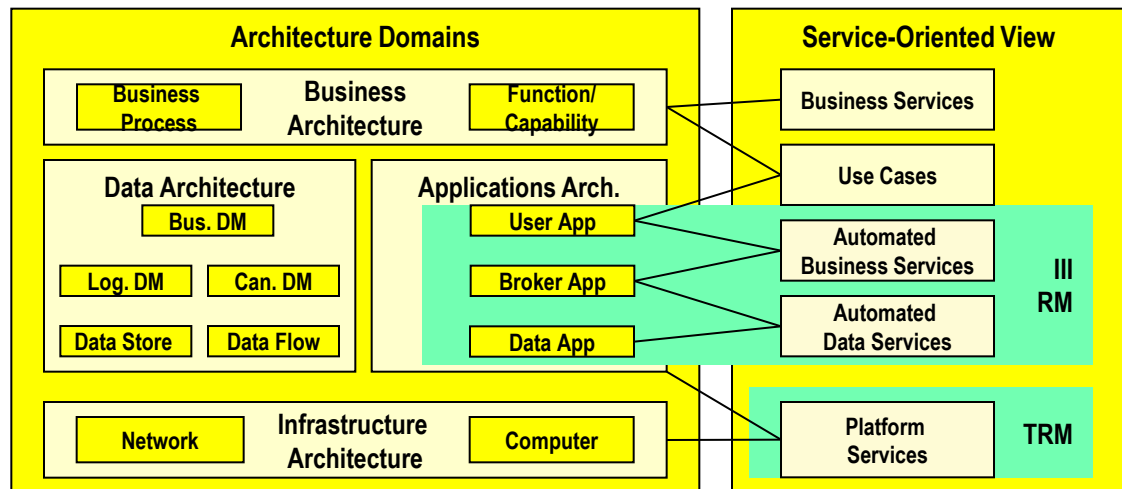 Architecture Domains
Business
Process
Business
Architecture
Function/
Capability
Data Architecture
Bus. DM
Log. DM
Can. DM
Data Store
Data Flow
Applications Arch.
User App
Broker App
Data App
Network
Infrastructure
Architecture
Computer
Service-Oriented View
Business Services
Use Cases
Automated
Business Services
Automated
Data Services
III
RM
Platform
Services
TRM